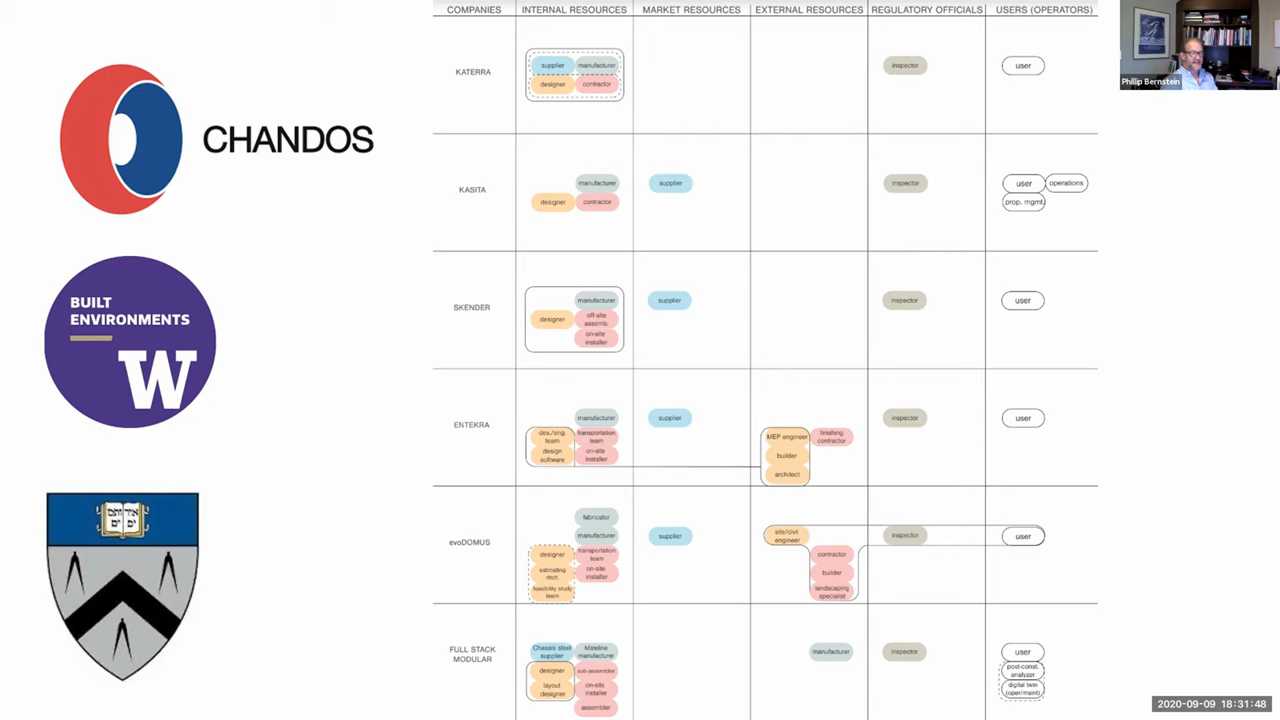 COMPANIES
INTERNAL RESOURCES
MARKET RESOURCES
EXTERNAL RESOURCES
REGULATORY OFFICIALS
USERS (OPERATORS)
Phillip Bernstein
CHANDOS
BUILT
ENVIRONMENTS
W
KATERRA
supplier
manufacturer
designer
contractor
inspector
user
KASITA
manufacturer
designer
contractor
supplier
inspector
user
operations
prop. mgmt.
SKENDER
manufacturer
designer
off-site
assemb.
on-site
installer
supplier
inspector
user
ENTEKRA
manufacturer
des./eng.
team
transportation
team
design
software
on-site
installer
supplier
MEP engineer
finishing
contractor
builder
architect
inspector
user
evoDOMUS
fabricator
manufacturer
designer
transportation
team
estimating
dept.
on-site
installer
feasibility study
team
supplier
site/civil
engineer
contractor
builder
landscaping
specialist
inspector
user
FULL STACK
MODULAR
Chassis steel
supplier
Mateline
manufacturer
designer
sub-assembler
layout
designer
on-site
installer
assembler
manufacturer
inspector
user
post-const.
analyzer
digital twin
(oper/maint)
2020-09-09 18:31:48